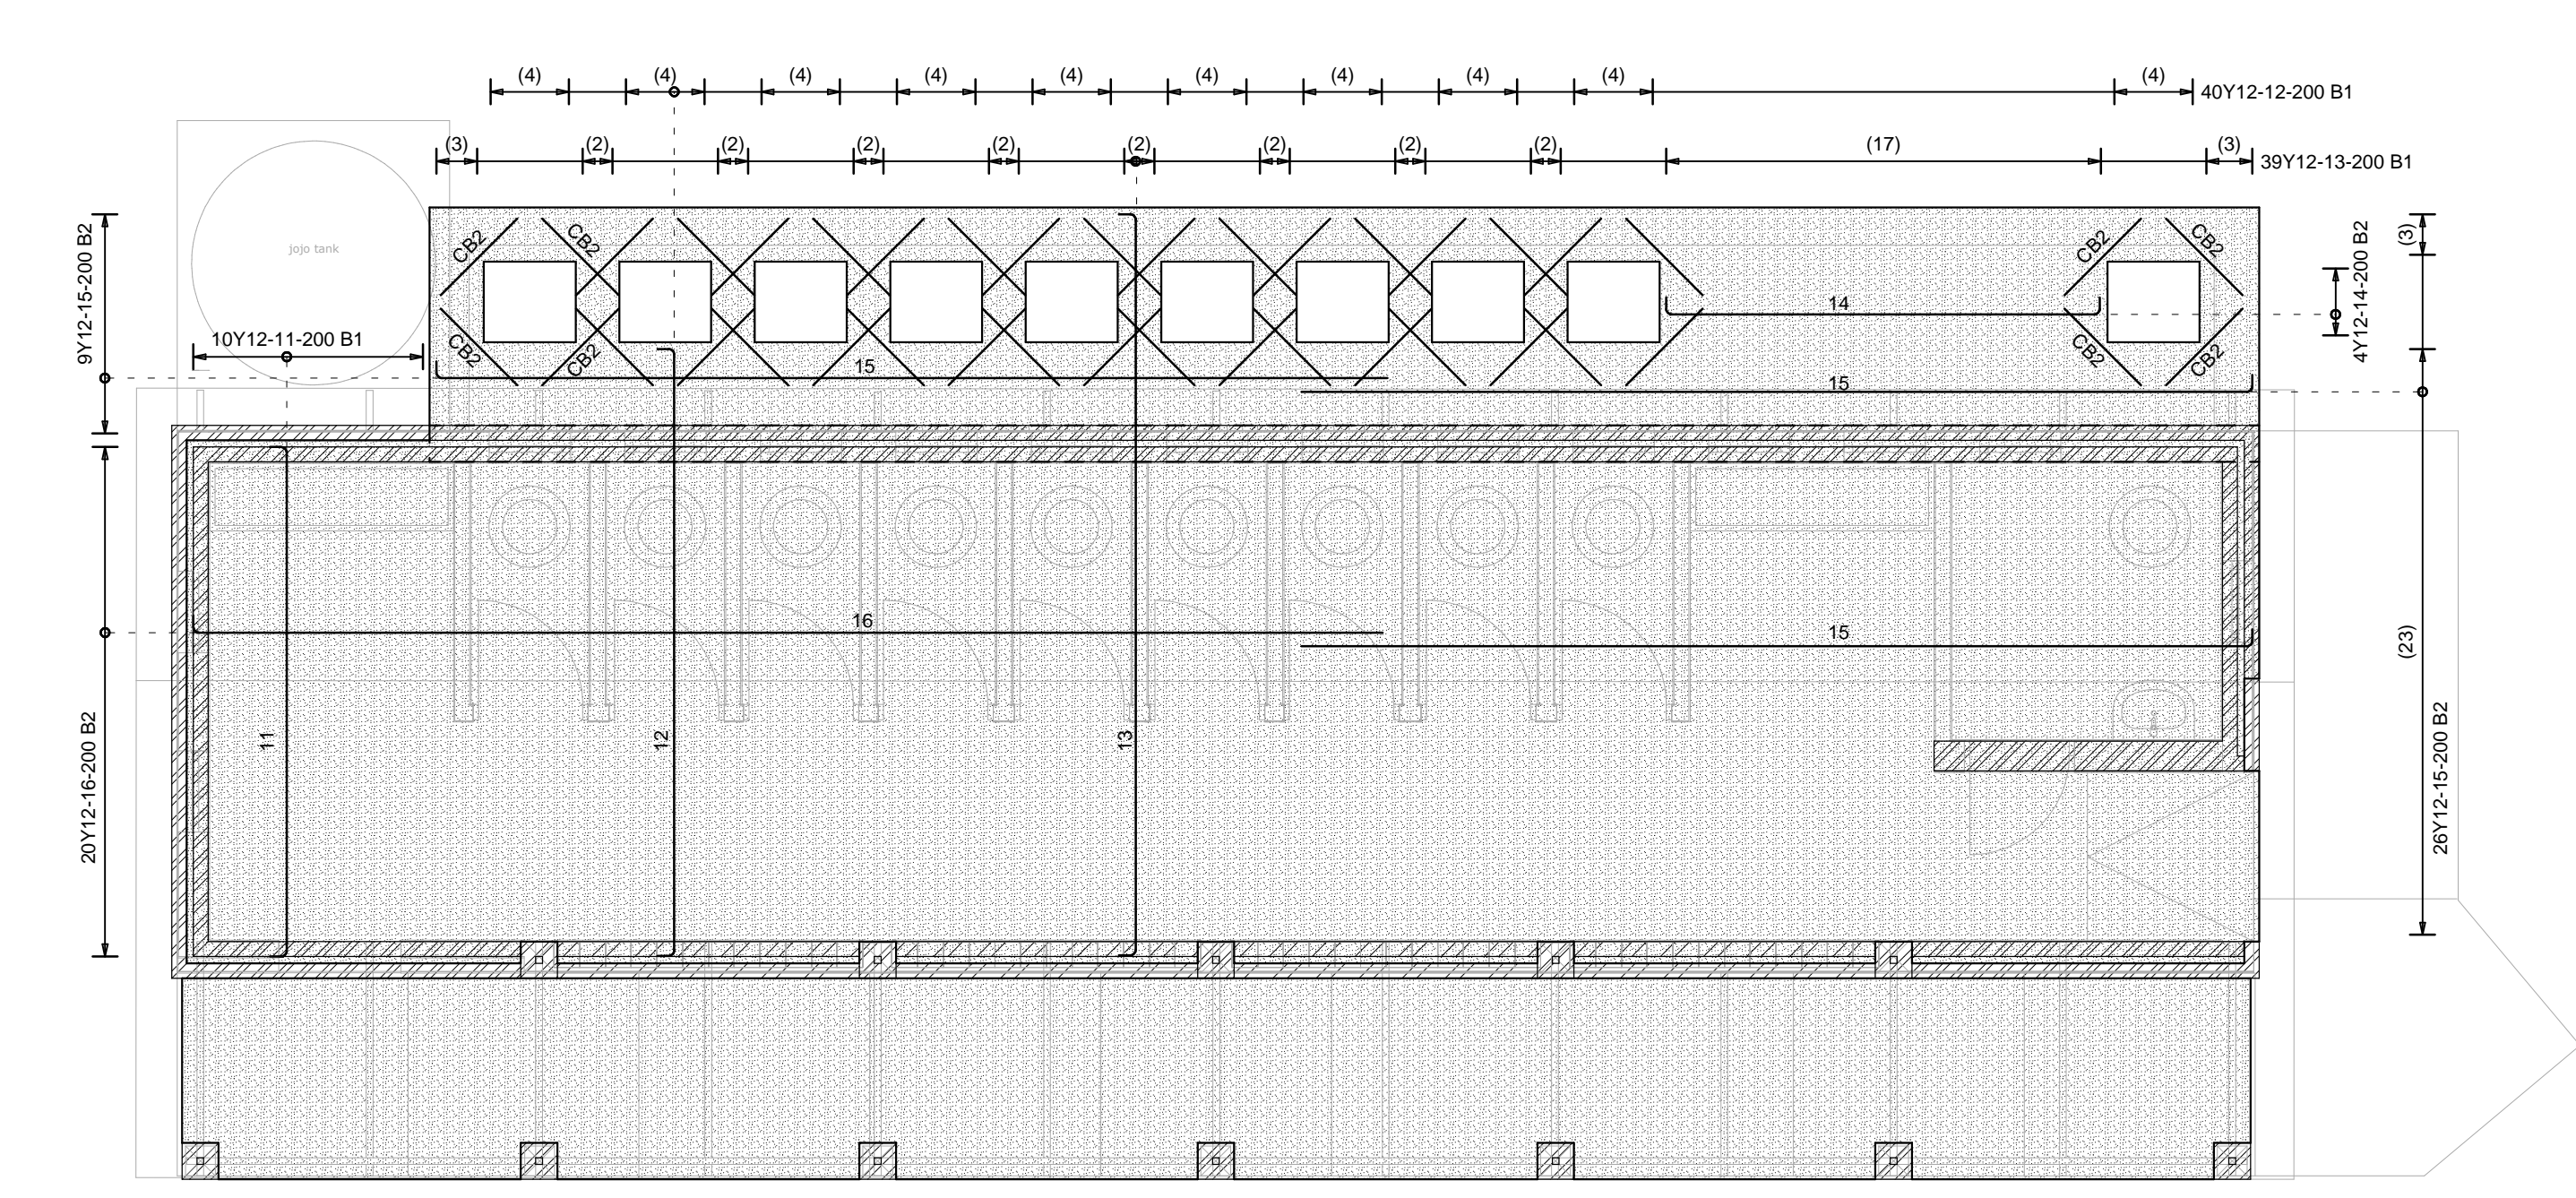 (4) (4) (4) (4) (4) (4) (4) (4) (4) (4) 40Y12-12-200 B1
(3) (2) (2) (2) (2) (2) (2) (2) (2) (17) (3) 39Y12-13-200 B1
9Y12-15-200 B2
jojo tank
CB2 CB2 CB2 CB2
(3)
4Y12-14-200 B2
14
10Y12-11-200 B1
CB2 CB2 CB2 CB2
15
15
16
15
(23)
11
12
13
20Y12-16-200 B2
26Y12-15-200 B2